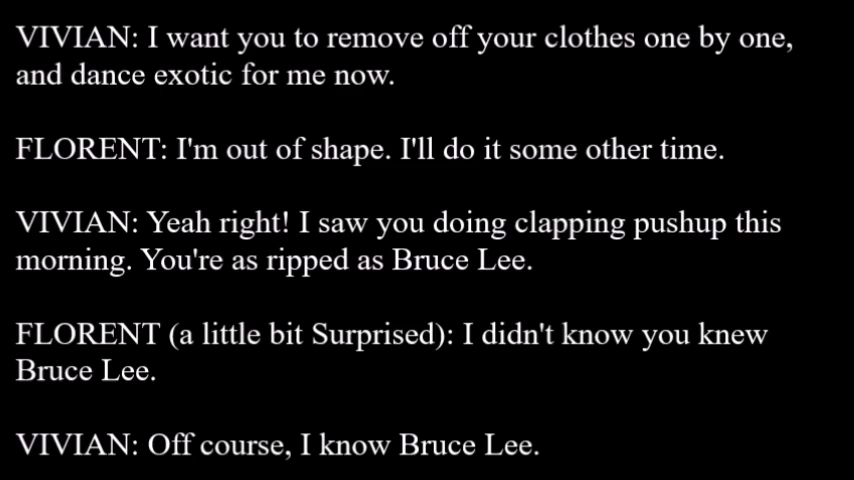 VIVIAN: I want you to remove off your clothes one by one,
and dance exotic for me now.
FLORENT: I'm out of shape. I'll do it some other time.
VIVIAN: Yeah right! I saw you doing clapping pushup this
morning. You're as ripped as Bruce Lee.
FLORENT (a little bit Surprised): I didn't know you knew
Bruce Lee.
VIVIAN: Off course, I know Bruce Lee.